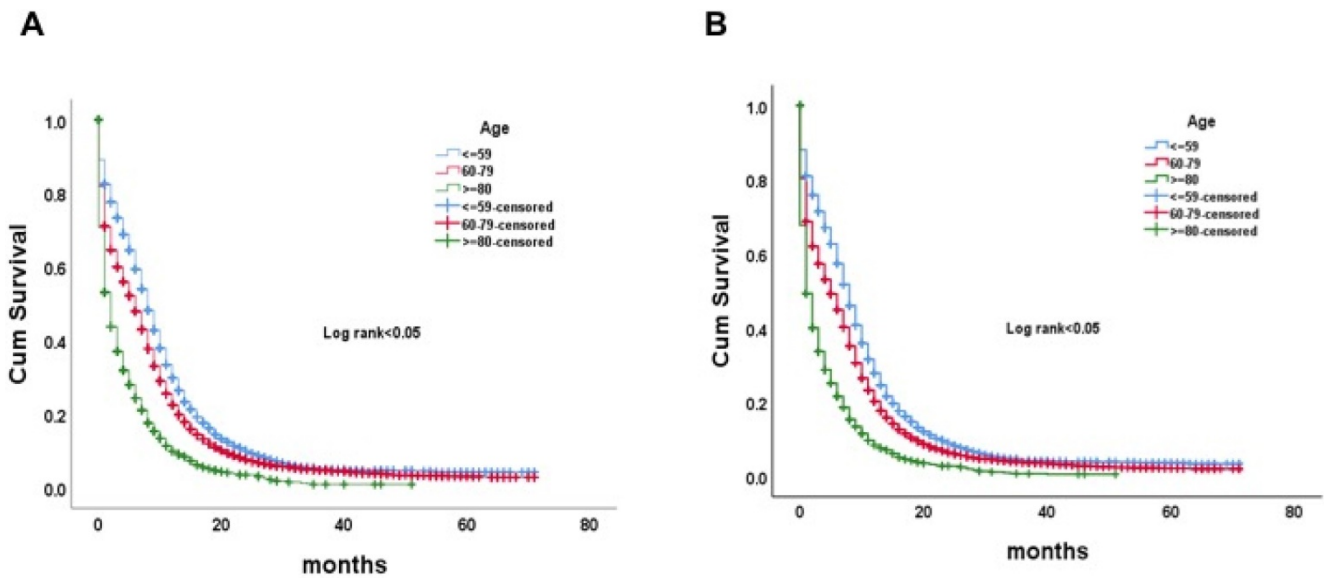 A
Cum Survival
1.0
0.8
0.6
0.4
0.2
0.0
0 20 40 60 80
months
Age
<=59
60-79
>=80
<=59-censored
60-79-censored
>=80-censored
Log rank<0.05
B
Cum Survival
1.0
0.8
0.6
0.4
0.2
0.0
0 20 40 60 80
months
Age
<=59
60-79
>=80
<=59-censored
60-79-censored
>=80-censored
Log rank<0.05